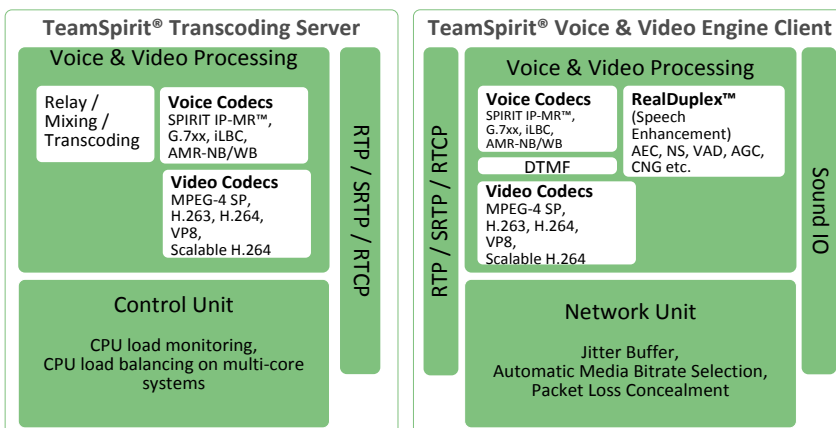 TeamSpirit® Transcoding Server
Voice & Video Processing
Relay /
Mixing /
Transcoding
Voice Codecs
SPIRIT IP-MR™,
G.7xx, iLBC,
AMR-NB/WB
Video Codecs
MPEG-4 SP,
H.263, H.264,
VP8,
Scalable H.264
RTP / SRTP / RTCP
Control Unit
CPU load monitoring,
CPU load balancing on multi-core
systems
TeamSpirit® Voice & Video Engine Client
RTP / SRTP / RTCP
Voice & Video Processing
Voice Codecs
SPIRIT IP-MR™,
G.7xx, iLBC,
AMR-NB/WB
DTMF
Video Codecs
MPEG-4 SP,
H.263, H.264,
VP8,
Scalable H.264
RealDuplex™
(Speech
Enhancement)
AEC, NS, VAD, AGC,
CNG etc.
Sound IO
Network Unit
Jitter Buffer,
Automatic Media Bitrate Selection,
Packet Loss Concealment